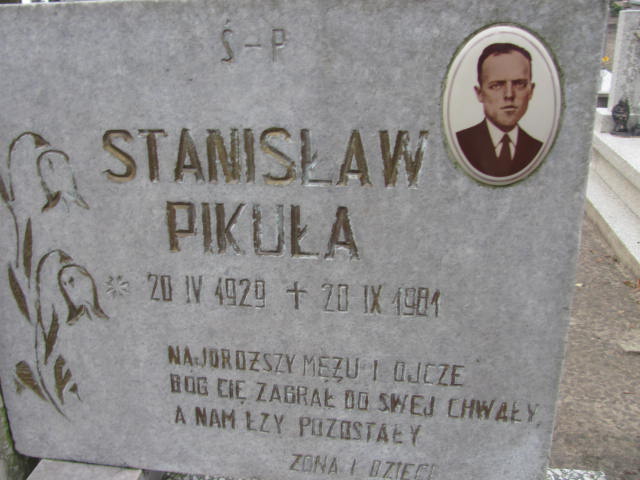 Ś-P
STANISŁAW
PIKUŁA
* 20 IV 1929 + 20 IX 1981
NAJDROŻSZY MĘŻU I OJCZE
BÓG CIĘ ZABRAŁ DO SWEJ CHWAŁY,
A NAM ŁZY POZOSTAŁY
ŻONA I DZIECI